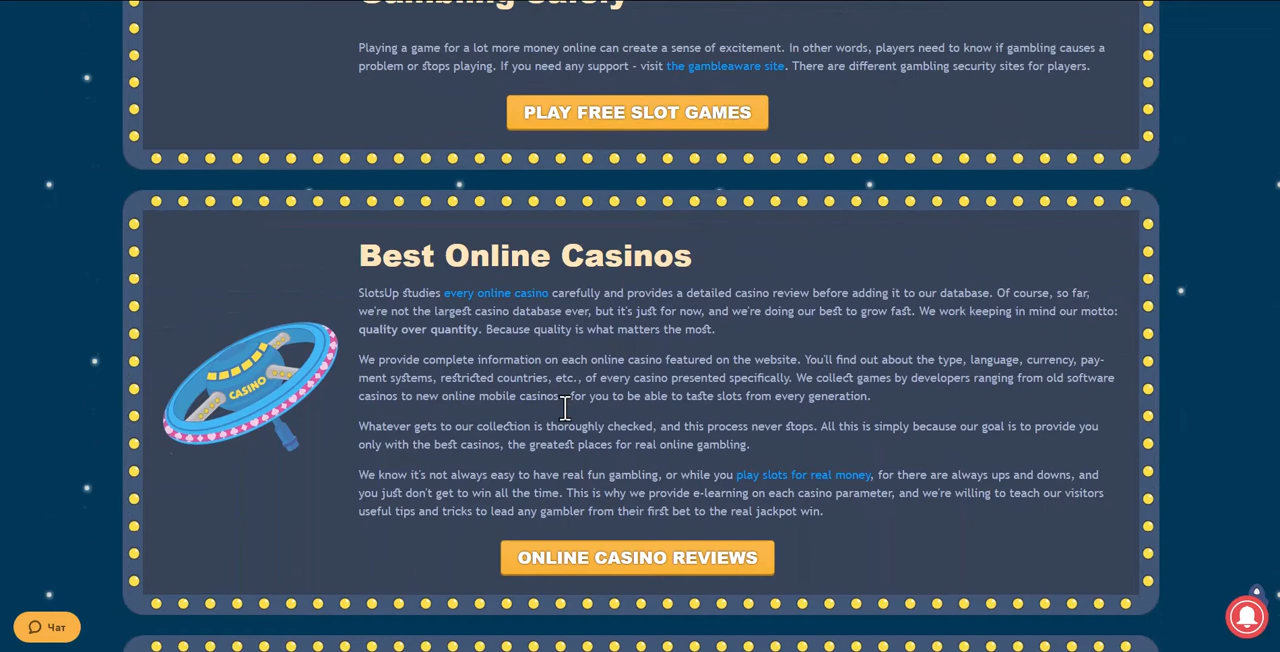 Gambling Safely
Playing a game for a lot more money online can create a sense of excitement. In other words, players need to know if gambling causes a
problem or stops playing. If you need any support - visit the gambleaware site. There are different gambling security sites for players.
PLAY FREE SLOT GAMES
Best Online Casinos
SlotsUp studies every online casino carefully and provides a detailed casino review before adding it to our database. Of course, so far,
we're not the largest casino database ever, but it's just for now, and we're doing our best to grow fast. We work keeping in mind our motto:
quality over quantity. Because quality is what matters the most.
We provide complete information on each online casino featured on the website. You'll find out about the type, language, currency, pay-
ment systems, restricted countries, etc., of every casino presented specifically. We collect games by developers ranging from old software
casinos to new online mobile casinos, for you to be able to taste slots from every generation.
CASINO
Whatever gets to our collection is thoroughly checked, and this process never stops. All this is simply because our goal is to provide you
only with the best casinos, the greatest places for real online gambling.
We know it's not always easy to have real fun gambling, or while you play slots for real money, for there are always ups and downs, and
you just don't get to win all the time. This is why we provide e-learning on each casino parameter, and we're willing to teach our visitors
useful tips and tricks to lead any gambler from their first bet to the real jackpot win.
ONLINE CASINO REVIEWS
Чат